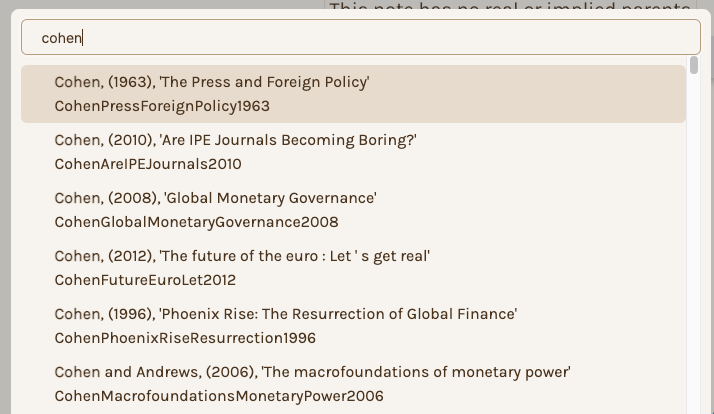 This note has no real or implied parents
cohen
Cohen, (1963), 'The Press and Foreign Policy'
CohenPressForeignPolicy1963
Cohen, (2010), 'Are IPE Journals Becoming Boring?'
CohenAreIPEJournals2010
Cohen, (2008), 'Global Monetary Governance'
CohenGlobalMonetaryGovernance2008
Cohen, (2012), 'The future of the euro : Let ' s get real'
CohenFutureEuroLet2012
Cohen, (1996), 'Phoenix Rise: The Resurrection of Global Finance'
CohenPhoenixRiseResurrection1996
Cohen and Andrews, (2006), 'The macrofoundations of monetary power'
CohenMacrofoundationsMonetaryPower2006